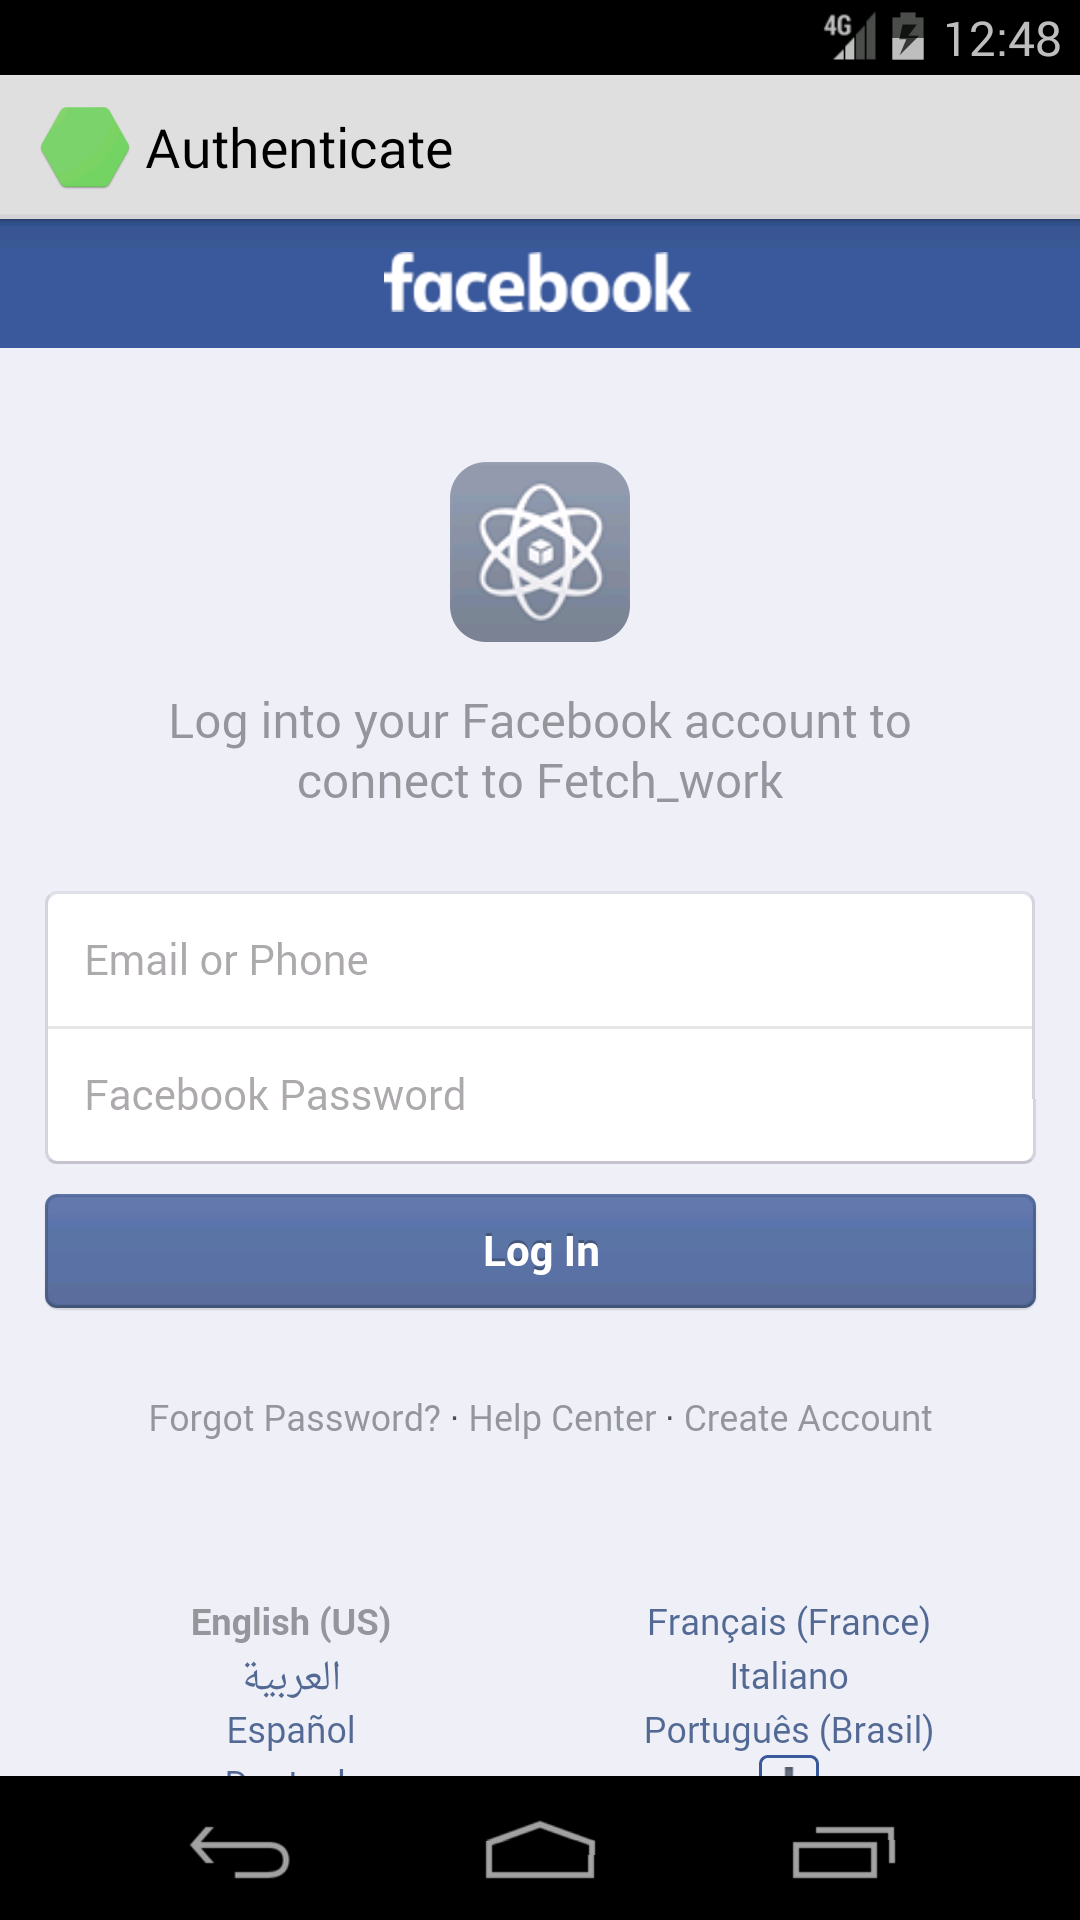 4G 12:48
Authenticate
facebook
Log into your Facebook account to
connect to Fetch_work
Email or Phone
Facebook Password
Log In
Forgot Password? · Help Center · Create Account
English (US) Français (France)
العربية Italiano
Español Português (Brasil)